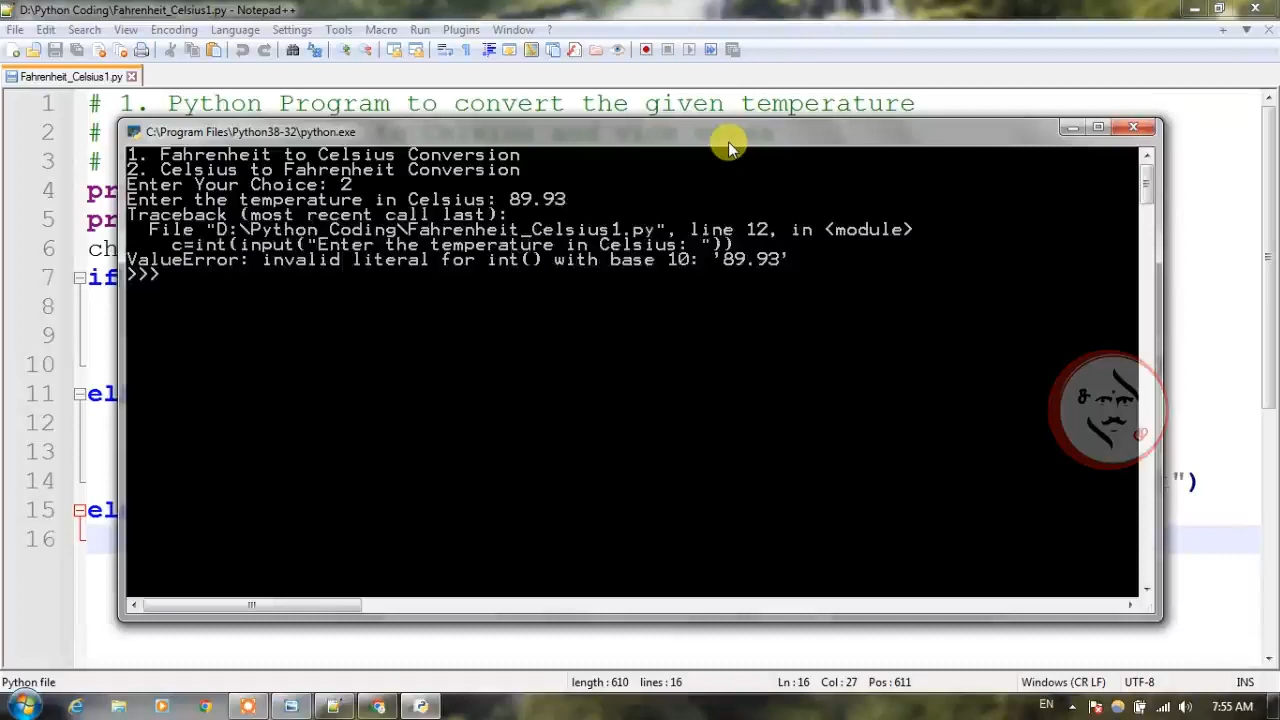 D:\Python Coding\Fahrenheit_Celsius1.py - Notepad++
File Edit Search View Encoding Language Settings Tools Macro Run Plugins Window ?
Fahrenheit_Celsius1.py
1 # 1. Python Program to convert the given temperature
2 #
3 #
4 pr
5 pr
6 ch
7 if
8
9
10
11 el
12
13
14 ")
15 el
16
C:\Program Files\Python38-32\python.exe
1. Fahrenheit to Celsius Conversion
2. Celsius to Fahrenheit Conversion
Enter Your Choice: 2
Enter the temperature in Celsius: 89.93
Traceback (most recent call last):
File "D:\Python_Coding\Fahrenheit_Celsius1.py", line 12, in <module>
c=int(input("Enter the temperature in Celsius: "))
ValueError: invalid literal for int() with base 10: '89.93'
>>>
Python file length : 610 lines : 16 Ln : 16 Col : 27 Pos : 611 Windows (CR LF) UTF-8 INS
EN 7:55 AM